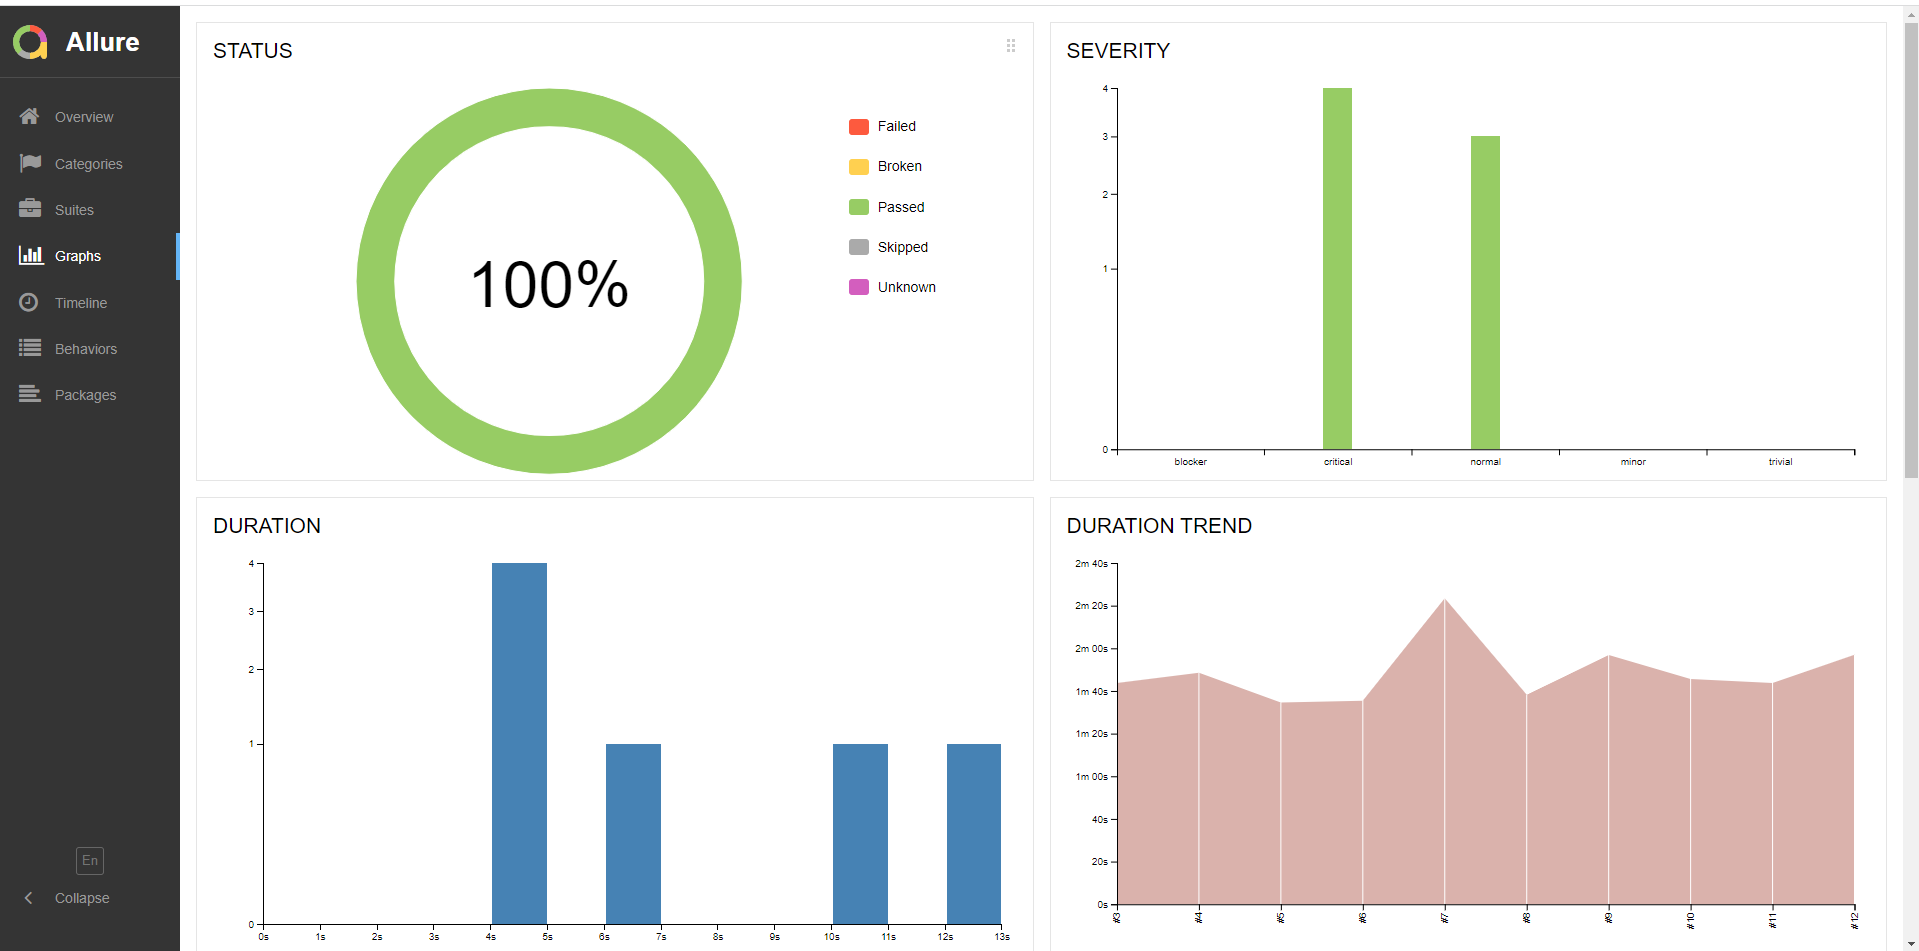 Allure
Overview
Categories
Suites
Graphs
Timeline
Behaviors
Packages
En
Collapse
STATUS
100%
Failed
Broken
Passed
Skipped
Unknown
SEVERITY
4
3
2
1
0
blocker critical normal minor trivial
DURATION
4
3
2
1
0
0s 1s 2s 3s 4s 5s 6s 7s 8s 9s 10s 11s 12s 13s
DURATION TREND
2m 40s
2m 20s
2m 00s
1m 40s
1m 20s
1m 00s
40s
20s
0s
#3 #4 #5 #6 #7 #8 #9 #10 #11 #12